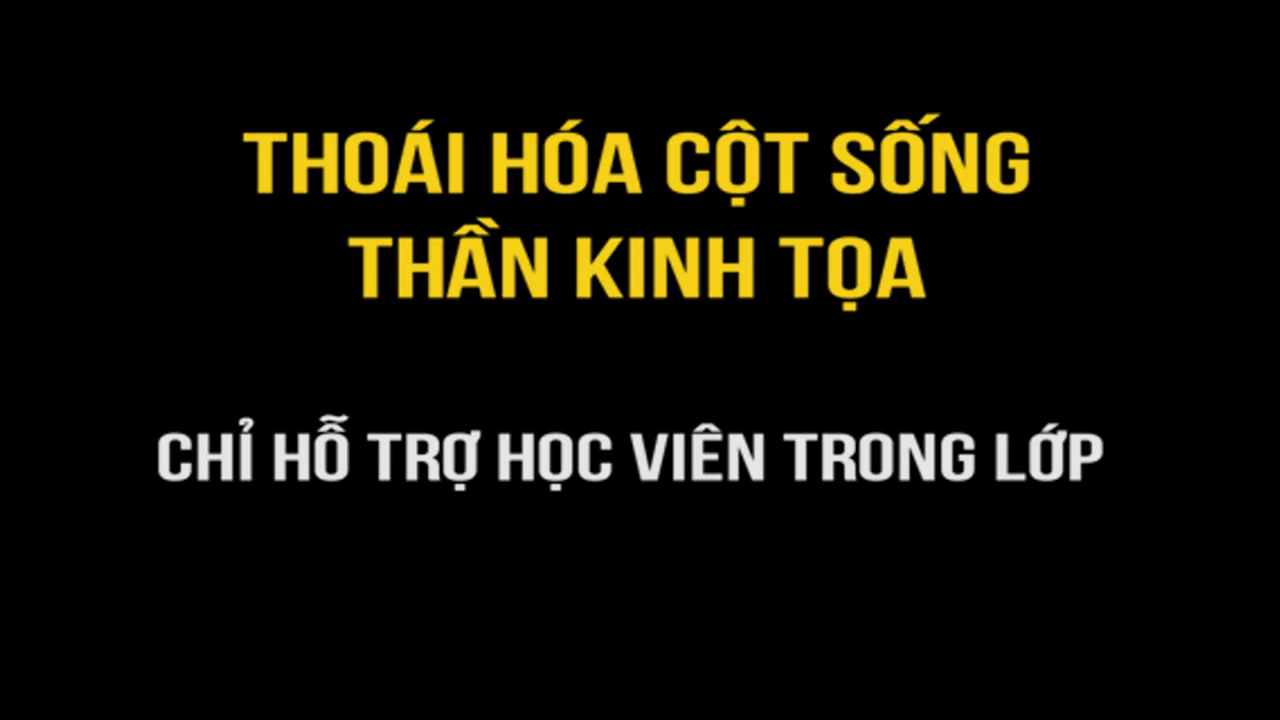 THOÁI HÓA CỘT SỐNG
THẦN KINH TỌA
CHỈ HỖ TRỢ HỌC VIÊN TRONG LỚP